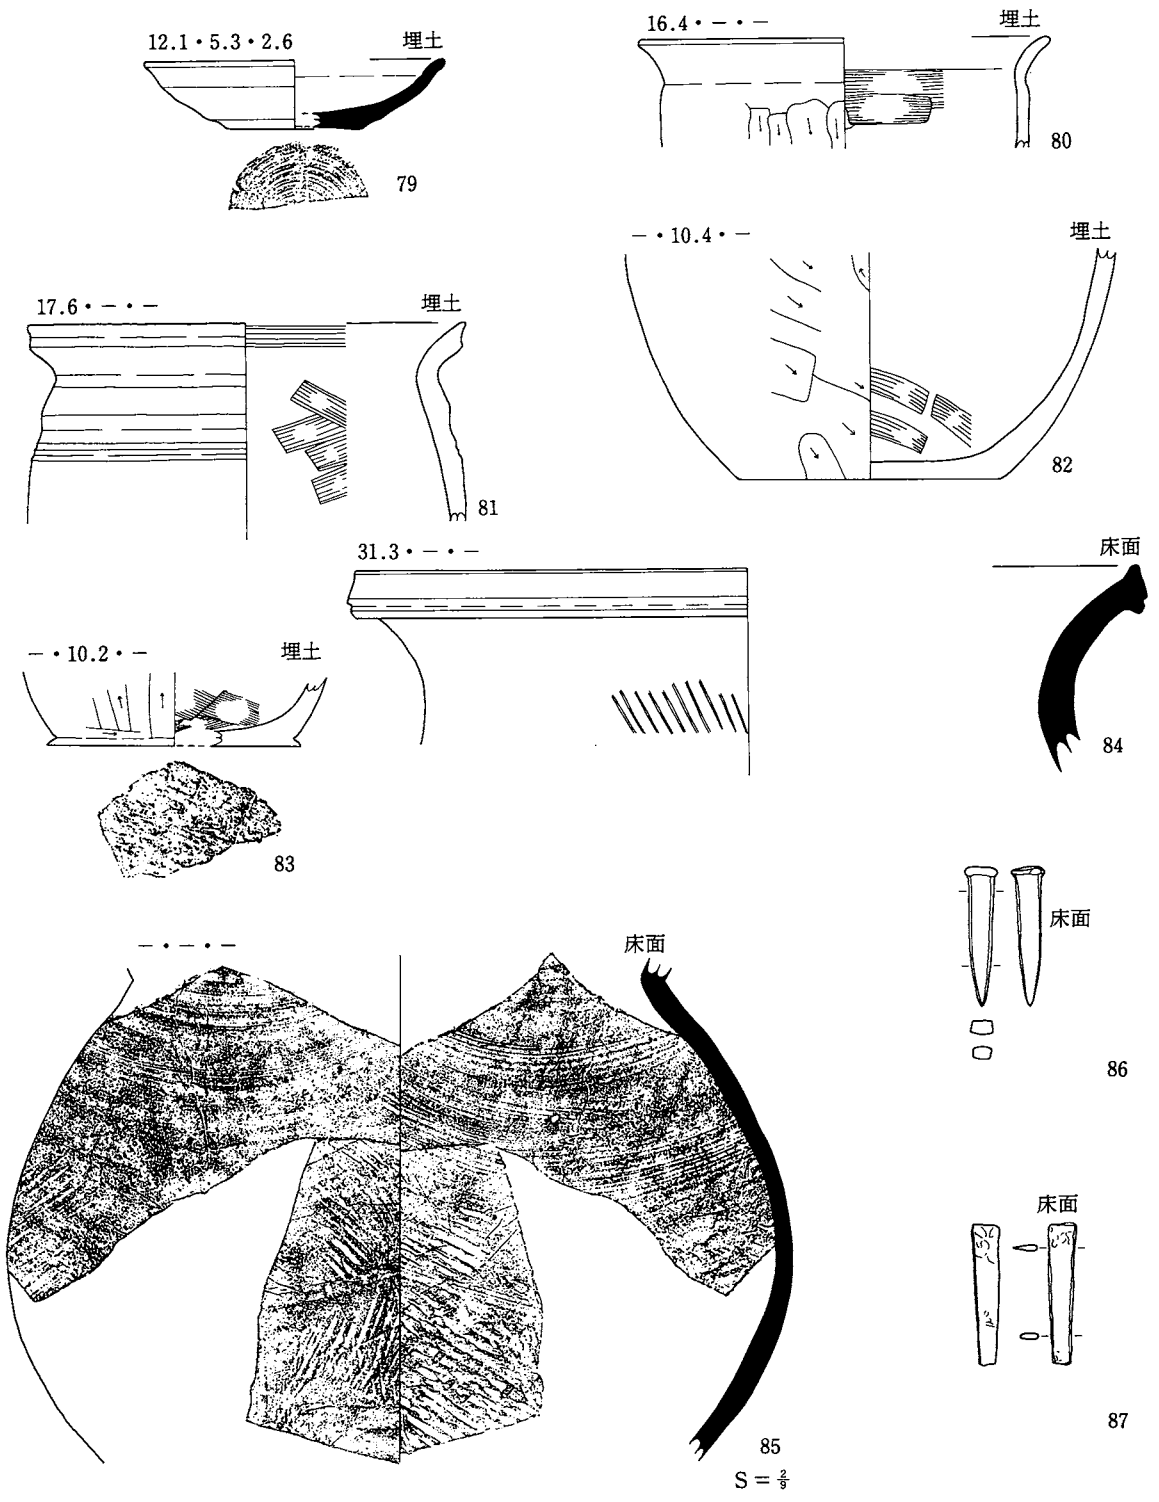 12.1・5.3・2.6 埋土
79
16.4・－・－ 埋土
80
17.6・－・－ 埋土
81
－・10.4・－ 埋土
82
－・10.2・－ 埋土
83
31.3・－・－ 床面
84
－・－・－ 床面
85
床面
86
床面
87
S＝2/9